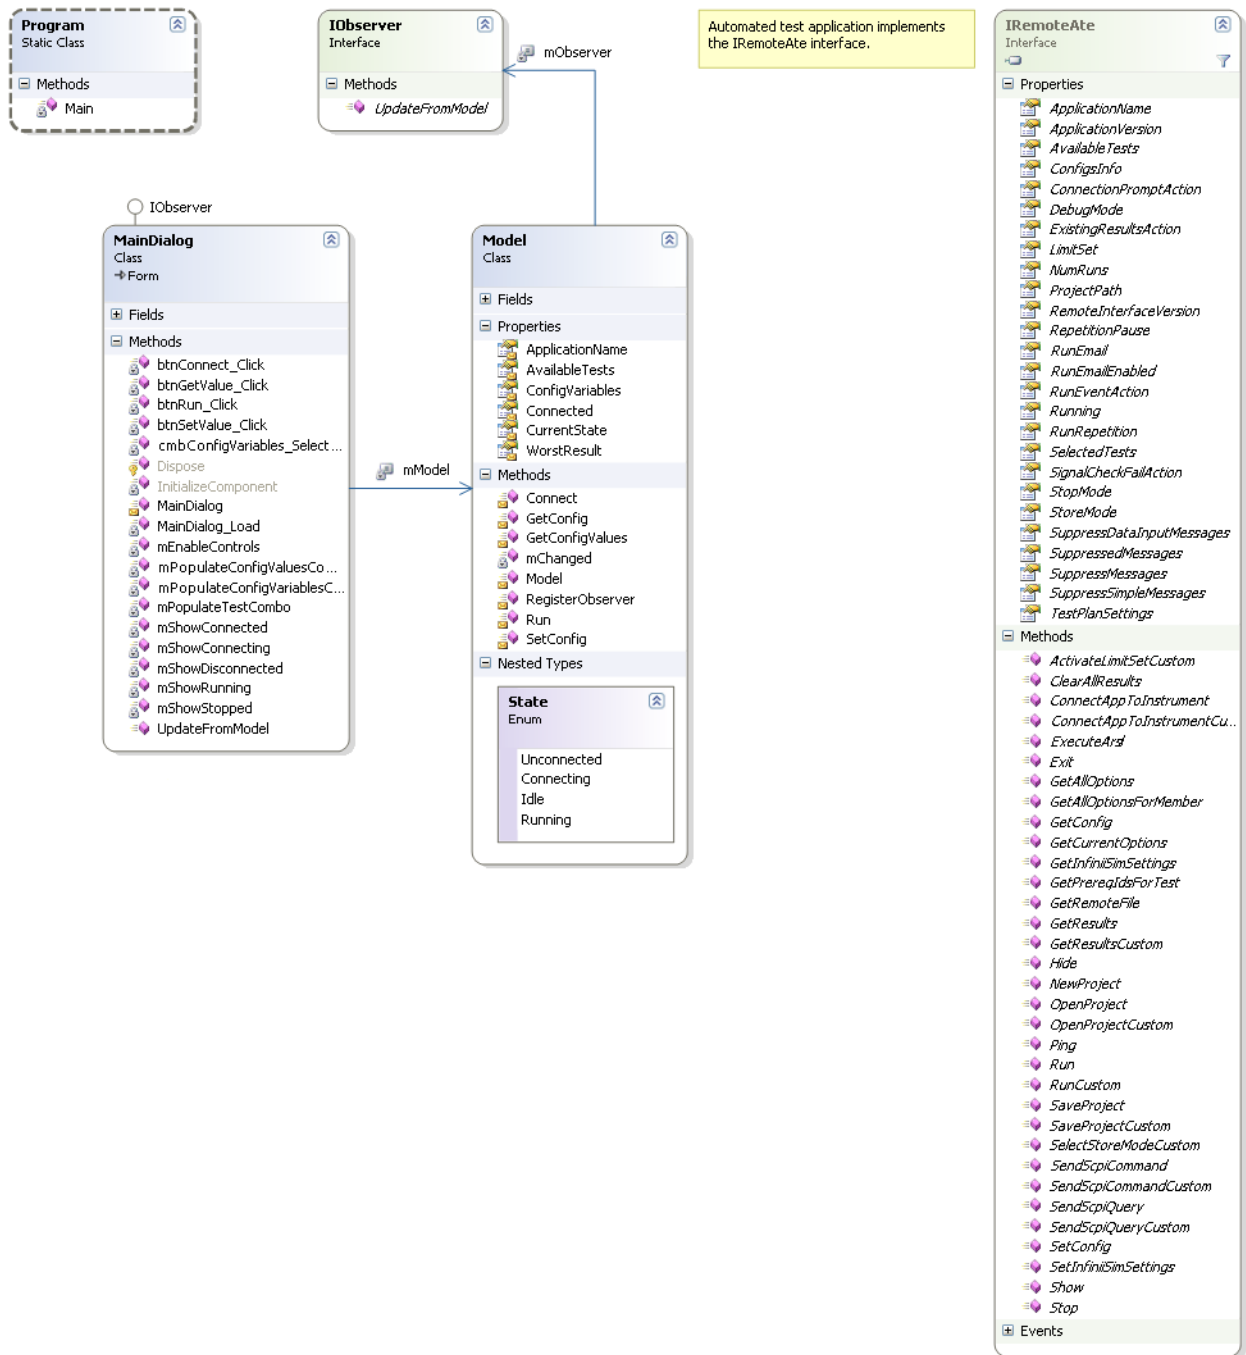 Program
Static Class
Methods
Main
IObserver
Interface
Methods
UpdateFromModel
mObserver
Automated test application implements
the IRemoteAte interface.
IObserver
MainDialog
Class
Form
Fields
Methods
btnConnect_Click
btnGetValue_Click
btnRun_Click
btnSetValue_Click
cmbConfigVariables_Select...
Dispose
InitializeComponent
MainDialog
MainDialog_Load
mEnableControls
mPopulateConfigValuesCo...
mPopulateConfigVariablesC...
mPopulateTestCombo
mShowConnected
mShowConnecting
mShowDisconnected
mShowRunning
mShowStopped
UpdateFromModel
mModel
Model
Class
Fields
Properties
ApplicationName
AvailableTests
ConfigVariables
Connected
CurrentState
WorstResult
Methods
Connect
GetConfig
GetConfigValues
mChanged
Model
RegisterObserver
Run
SetConfig
Nested Types
State
Enum
Unconnected
Connecting
Idle
Running
IRemoteAte
Interface
Properties
ApplicationName
ApplicationVersion
AvailableTests
ConfigsInfo
ConnectionPromptAction
DebugMode
ExistingResultsAction
LimitSet
NumRuns
ProjectPath
RemoteInterfaceVersion
RepetitionPause
RunEmail
RunEmailEnabled
RunEventAction
Running
RunRepetition
SelectedTests
SignalCheckFailAction
StopMode
StoreMode
SuppressDataInputMessages
SuppressedMessages
SuppressMessages
SuppressSimpleMessages
TestPlanSettings
Methods
ActivateLimitSetCustom
ClearAllResults
ConnectAppToInstrument
ConnectAppToInstrumentCu...
Exit
GetAllOptions
GetAllOptionsForMember
GetConfig
GetCurrentOptions
GetInfiniiSimSettings
GetPrereqIdsForTest
GetRemoteFile
GetResults
GetResultsCustom
Hide
NewProject
OpenProject
OpenProjectCustom
Ping
Run
RunCustom
SaveProject
SaveProjectCustom
SelectStoreModeCustom
SendScpiCommand
SendScpiCommandCustom
SendScpiQuery
SendScpiQueryCustom
SetConfig
SetInfiniiSimSettings
Show
Stop
Events